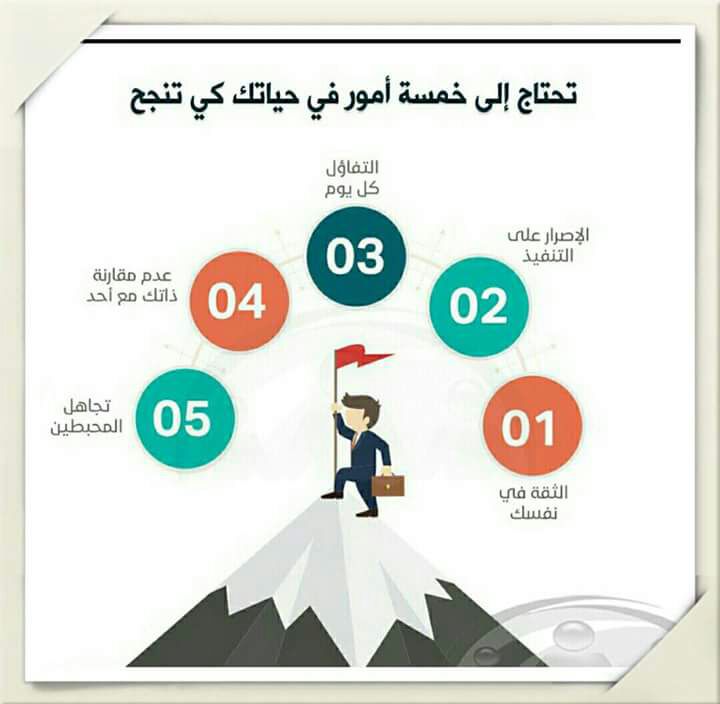 تحتاج إلى خمسة أمور في حياتك كي تنجح
01
الثقة في
نفسك
02
الإصرار على
التنفيذ
03
التفاؤل
كل يوم
04
عدم مقارنة
ذاتك مع أحد
05
تجاهل
المحبطين